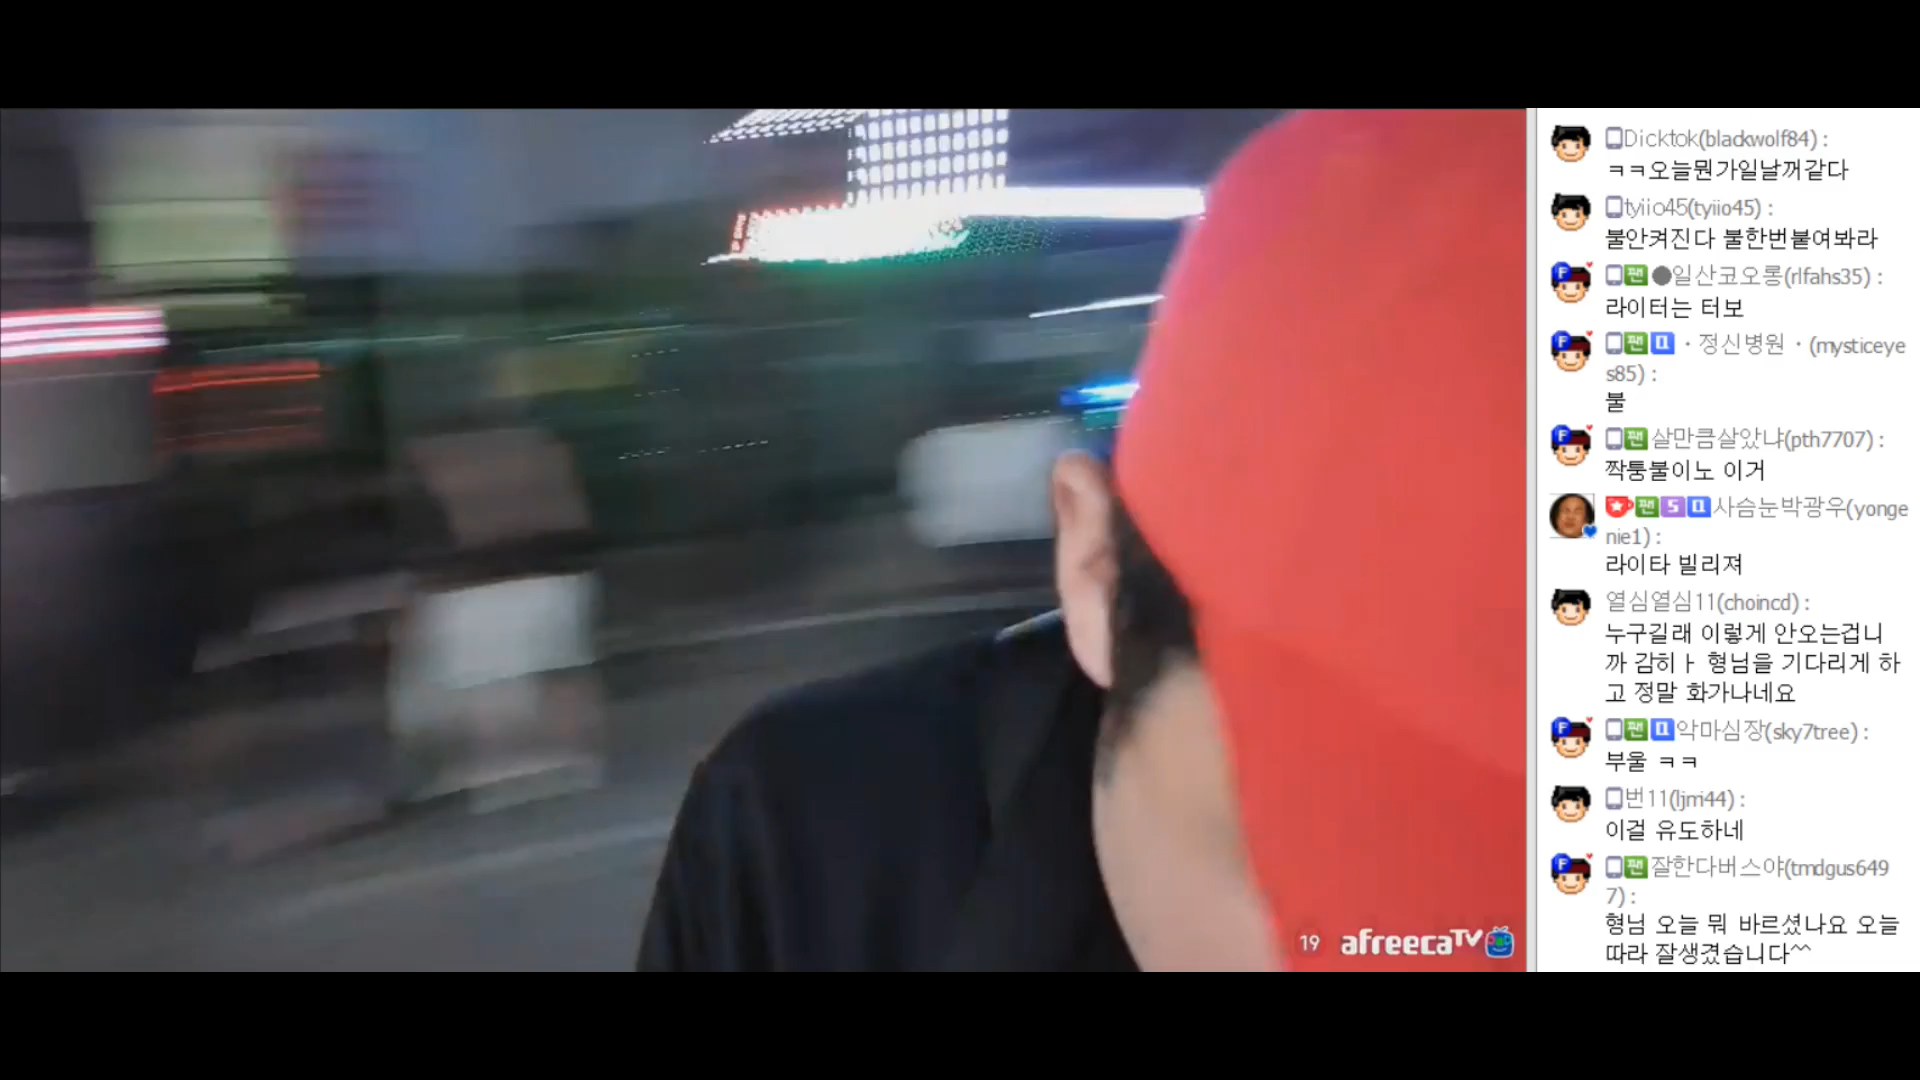 Dicktok(blackwolf84) :
ㅋㅋ오늘뭔가일날꺼같다
tyiio45(tyiio45) :
불안켜진다 불한번붙여봐라
팬 ●일산코오롱(rlfahs35) :
라이터는 터보
팬 · 정신병원 · (mysticeye
s85) :
불
팬 살만큼살았냐(pth7707) :
짝퉁불이노 이거
팬 S 사슴눈박광우(yonge
nie1) :
라이타 빌리져
열심열심11(choincd) :
누구길래 이렇게 안오는겁니
까 감히ㅏ 형님을 기다리게 하
고 정말 화가나네요
팬 악마심장(sky7tree) :
부울 ㅋㅋ
번11(ljmi44) :
이걸 유도하네
팬 잘한다버스야(tmdgus649
7) :
형님 오늘 뭐 바르셨나요 오늘
따라 잘생겼습니다^^
19 afreecaTV